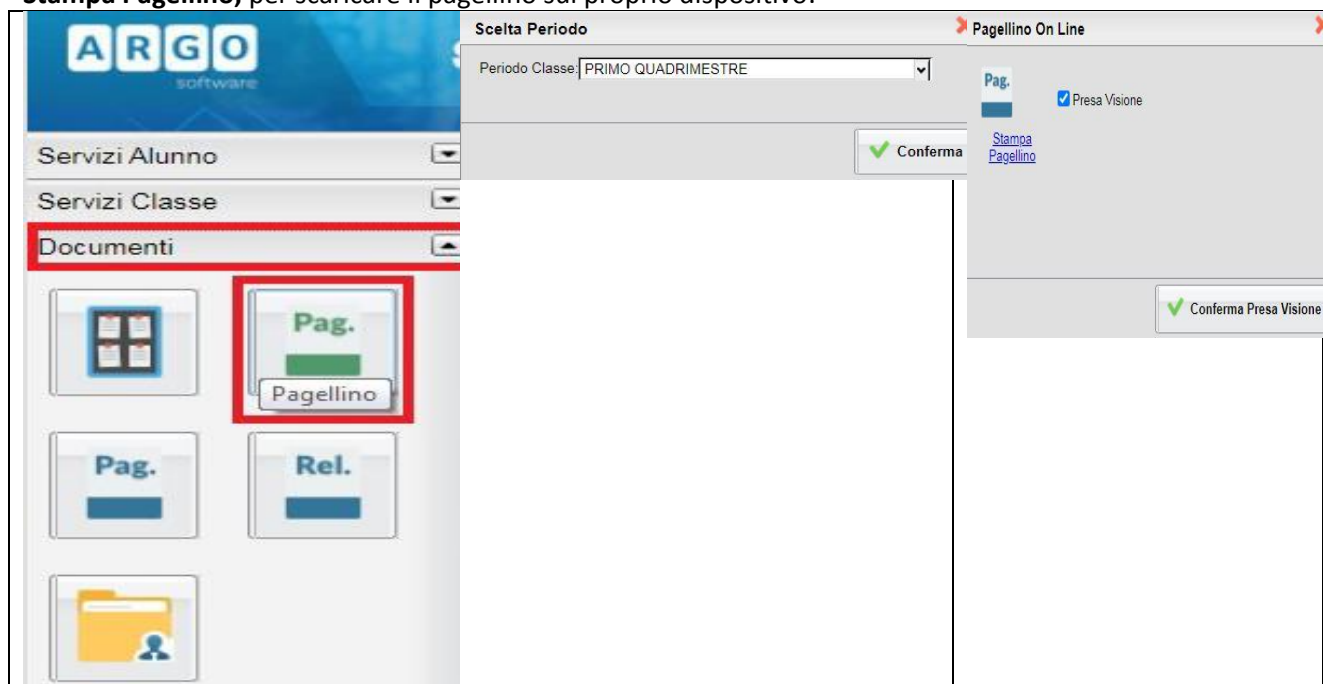 Stampa Pagellino) per scaricare il pagellino sul proprio dispositivo.
ARGO
software
Servizi Alunno
Servizi Classe
Documenti
Pag.
Pagellino
Pag.
Rel.
Scelta Periodo
Periodo Classe: PRIMO QUADRIMESTRE
Conferma
Pagellino On Line
Pag.
Presa Visione
Stampa
Pagellino
Conferma Presa Visione